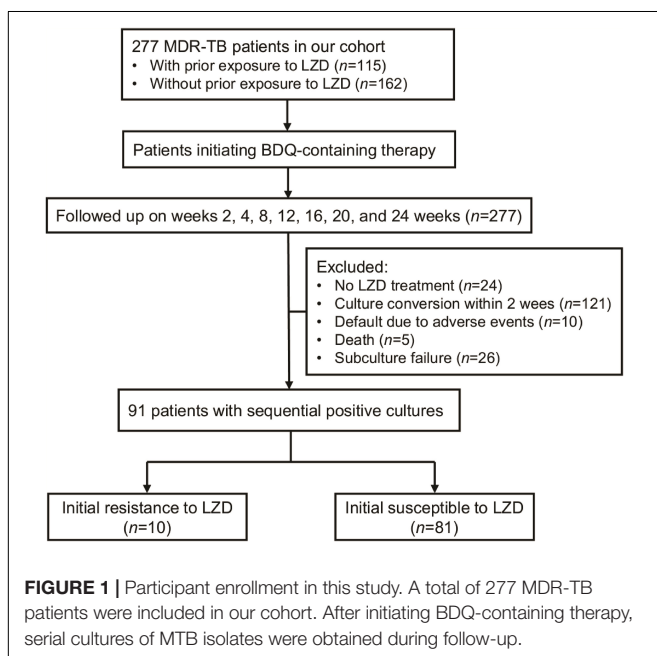 277 MDR-TB patients in our cohort
• With prior exposure to LZD (n=115)
• Without prior exposure to LZD (n=162)
Patients initiating BDQ-containing therapy
Followed up on weeks 2, 4, 8, 12, 16, 20, and 24 weeks (n=277)
Excluded:
• No LZD treatment (n=24)
• Culture conversion within 2 wees (n=121)
• Default due to adverse events (n=10)
• Death (n=5)
• Subculture failure (n=26)
91 patients with sequential positive cultures
Initial resistance to LZD
(n=10)
Initial susceptible to LZD
(n=81)
FIGURE 1 | Participant enrollment in this study. A total of 277 MDR-TB
patients were included in our cohort. After initiating BDQ-containing therapy,
serial cultures of MTB isolates were obtained during follow-up.